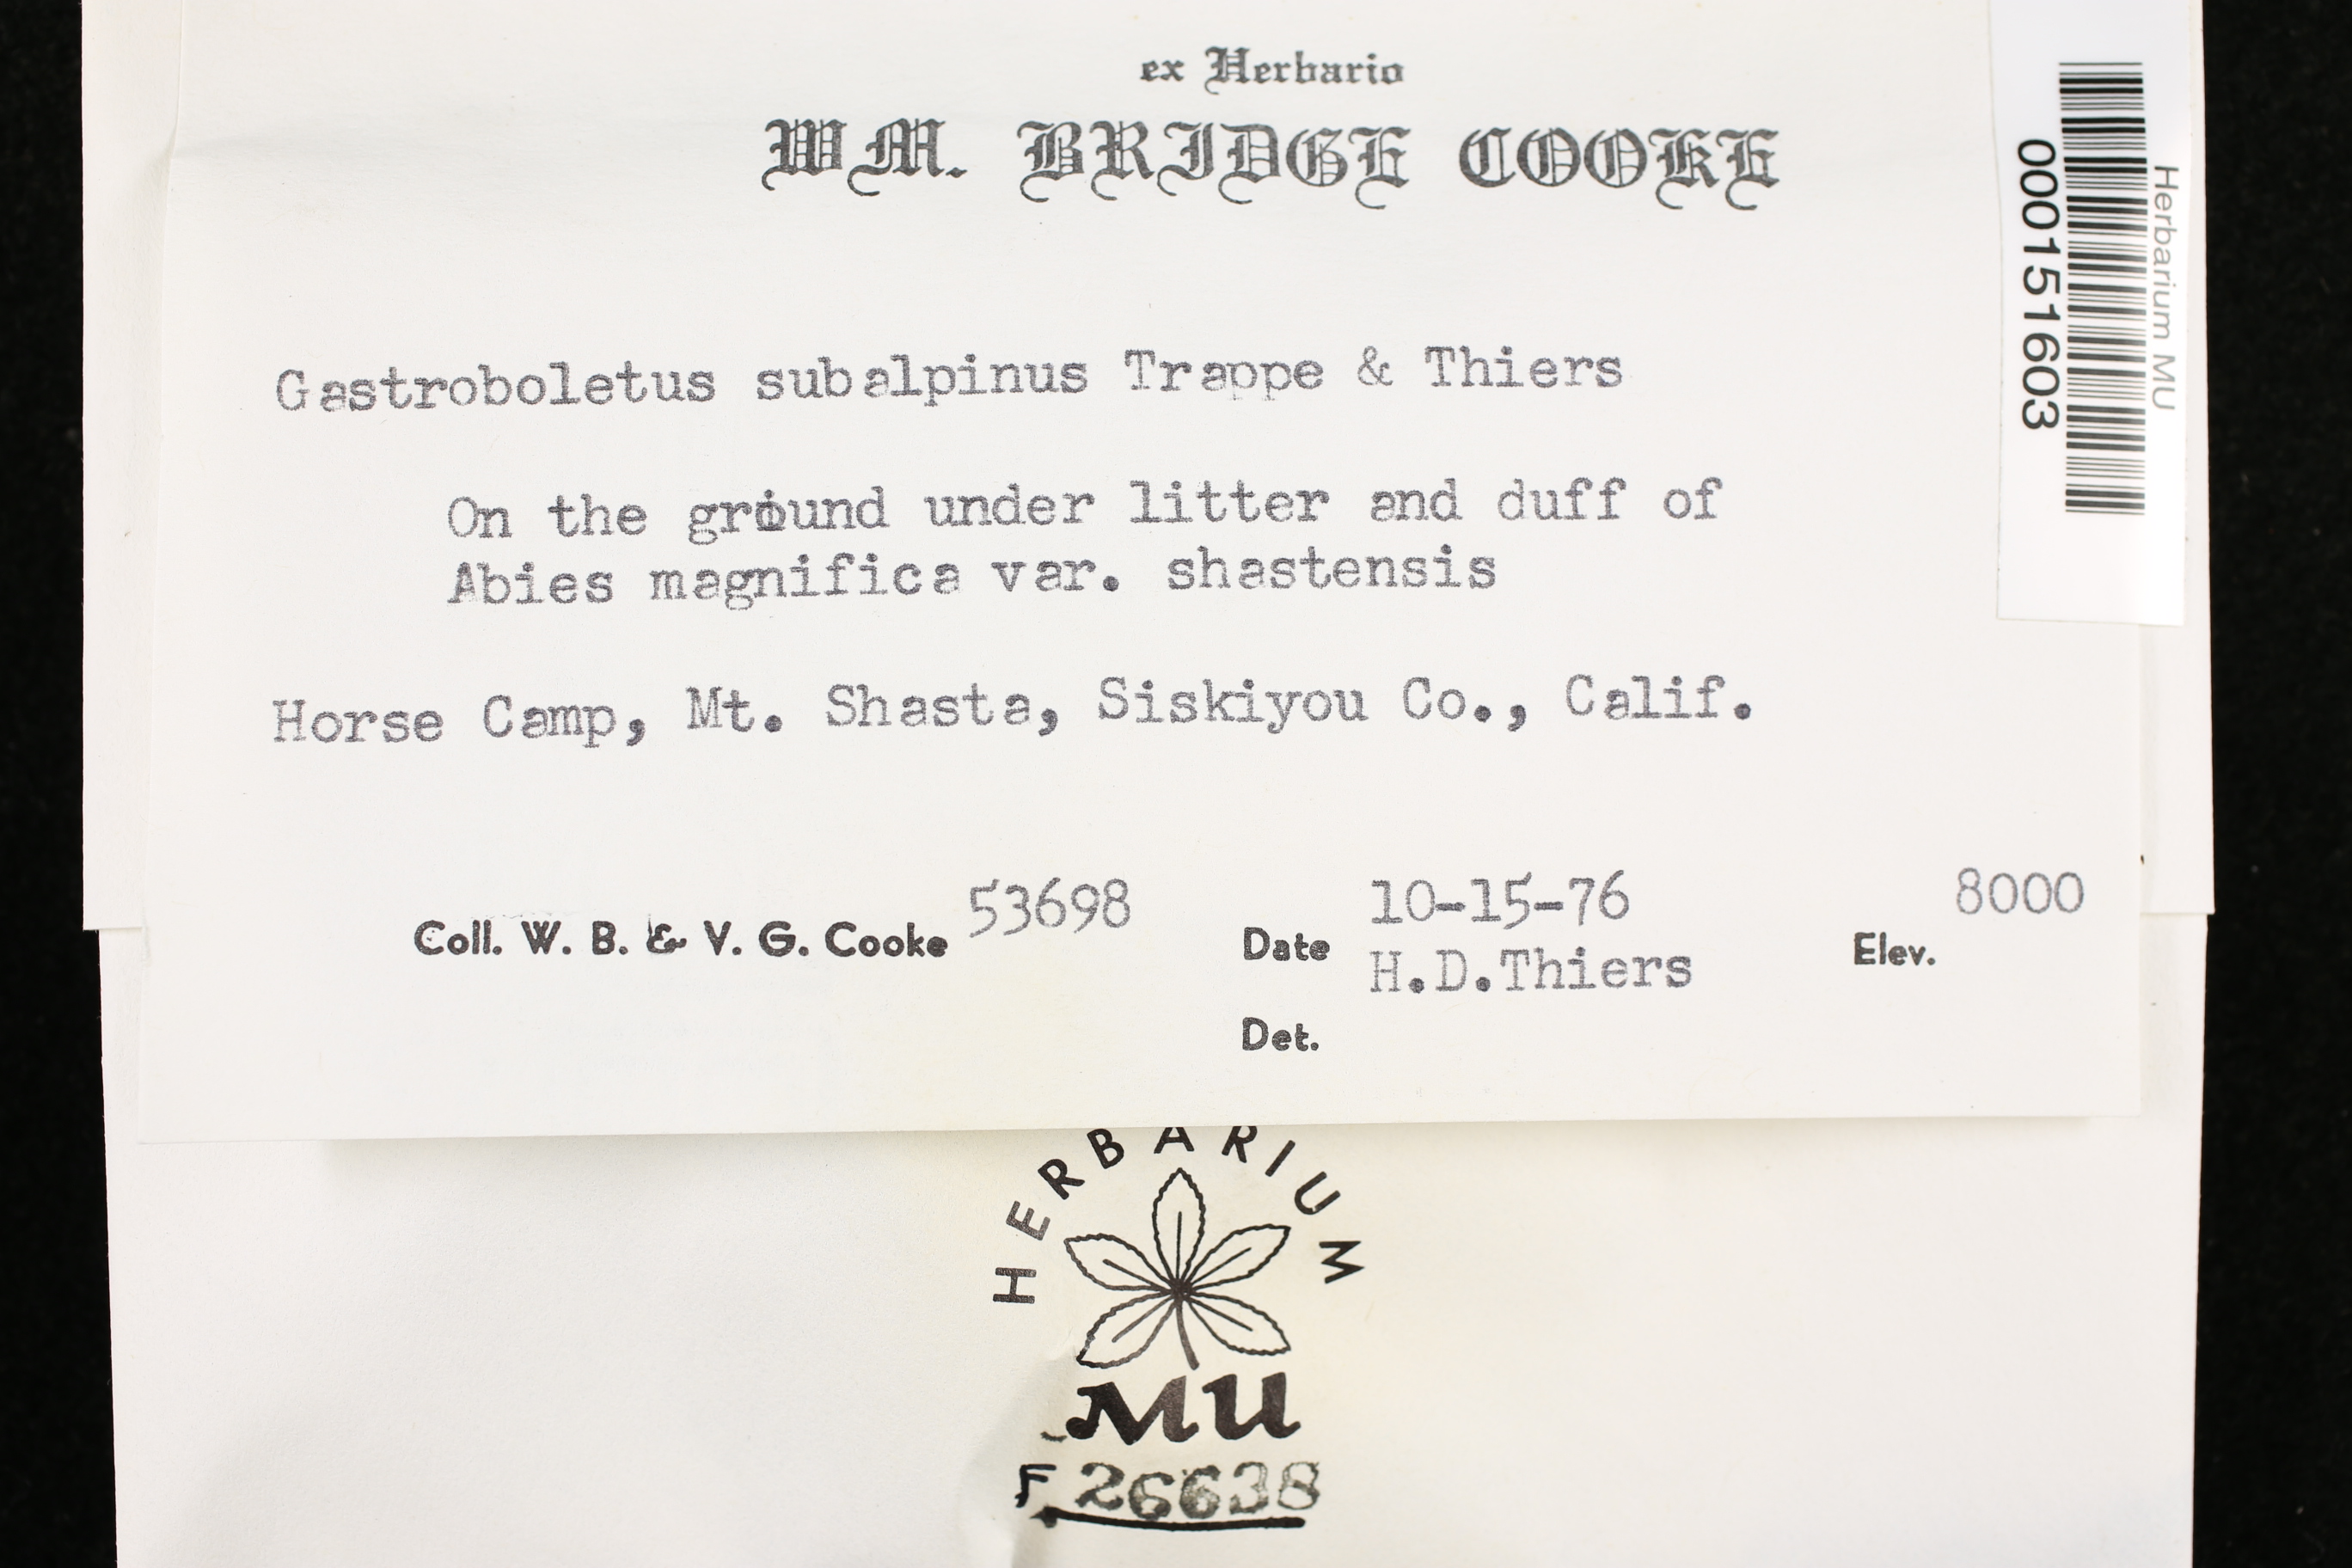 ex Herbario
WM. BRIDGE COOKE
Gastroboletus subalpinus Trappe & Thiers
On the ground under litter and duff of
Abies magnifica var. shastensis
Horse Camp, Mt. Shasta, Siskiyou Co., Calif.
Coll. W. B. & V. G. Cooke 53698 Date 10-15-76 Elev. 8000
H.D.Thiers
Det.
Herbarium MU
000151603
HERBARIUM
MU
F 26638